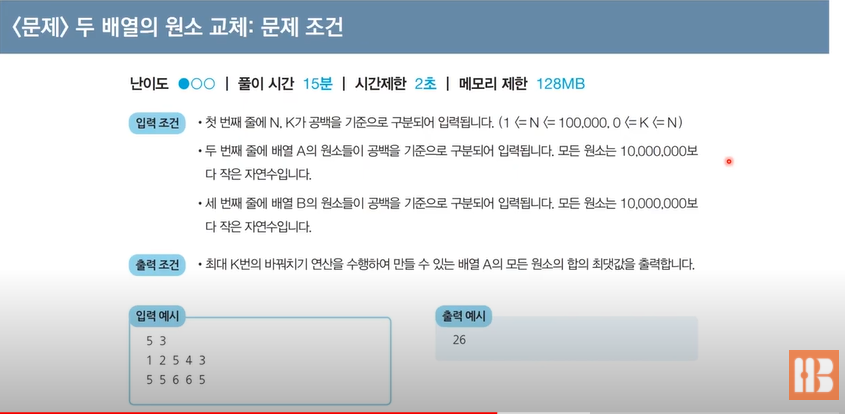 〈문제〉 두 배열의 원소 교체: 문제 조건
난이도 ●○○ | 풀이 시간 15분 | 시간제한 2초 | 메모리 제한 128MB
입력 조건 • 첫 번째 줄에 N, K가 공백을 기준으로 구분되어 입력됩니다. (1 <= N <= 100,000, 0 <= K <= N)
• 두 번째 줄에 배열 A의 원소들이 공백을 기준으로 구분되어 입력됩니다. 모든 원소는 10,000,000보
다 작은 자연수입니다.
• 세 번째 줄에 배열 B의 원소들이 공백을 기준으로 구분되어 입력됩니다. 모든 원소는 10,000,000보
다 작은 자연수입니다.
출력 조건 • 최대 K번의 바꿔치기 연산을 수행하여 만들 수 있는 배열 A의 모든 원소의 합의 최댓값을 출력합니다.
입력 예시
5 3
1 2 5 4 3
5 5 6 6 5
출력 예시
26
HB